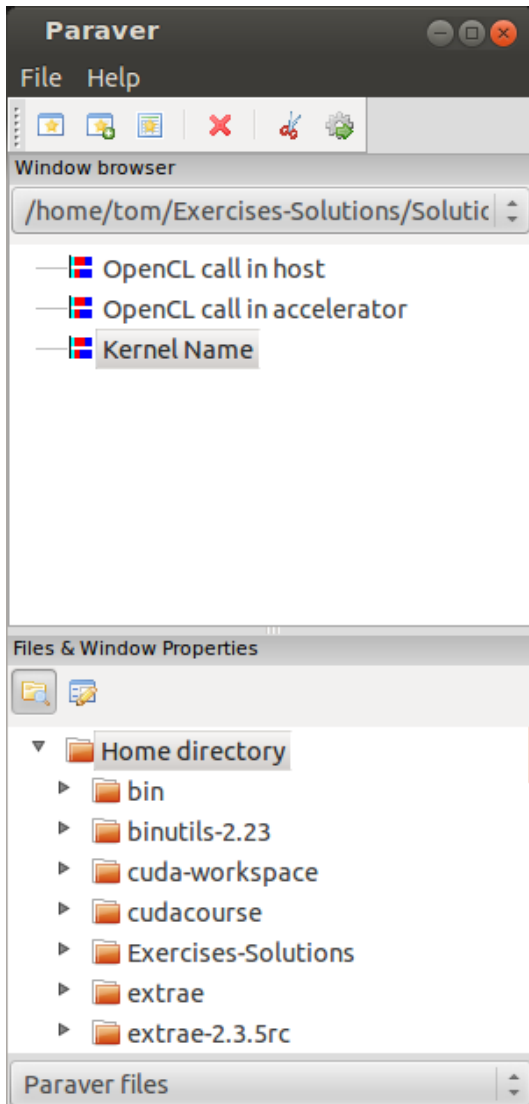 Paraver
File Help
Window browser
/home/tom/Exercises-Solutions/Solutic
OpenCL call in host
OpenCL call in accelerator
Kernel Name
Files & Window Properties
Home directory
bin
binutils-2.23
cuda-workspace
cudacourse
Exercises-Solutions
extrae
extrae-2.3.5rc
Paraver files